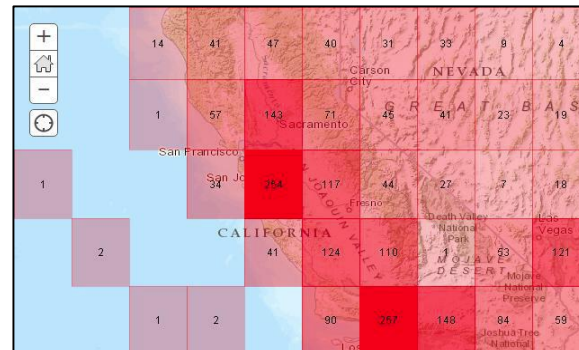 +
14 41 47 40 31 33 9 4
Carson
City
NEVADA
−
GREAT BAS
1 57 143 71 45 41 23 19
Sacramento
San Francisco
San Jo
1 34 254 117 44 27 7 18
SAN JOAQUIN VALLEY
Fresno
Death Valley
National
Park
Las
Vegas
CALIFORNIA
2 41 124 110 1 53 121
MOJAVE
DESERT
Mojave
National
Preserve
1 2 90 257 148 84 59
Los
Joshua Tree
National